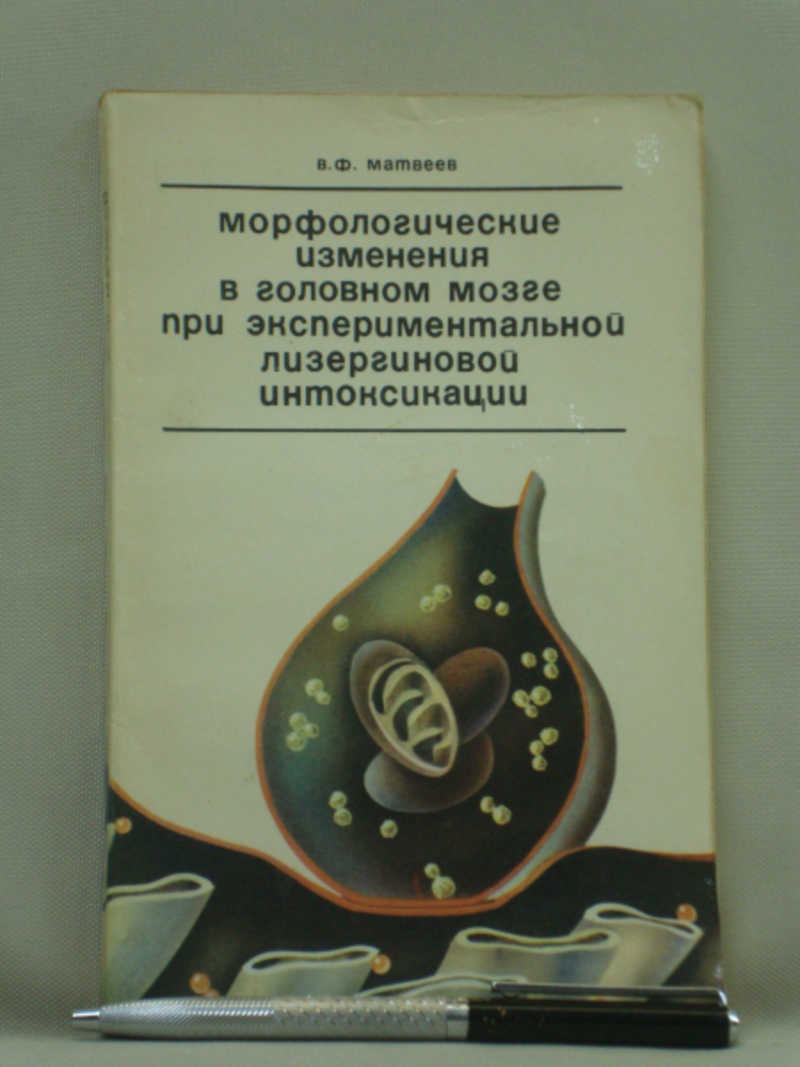 В.Ф. Матвеев
Морфологические
изменения
в головном мозге
при экспериментальной
лизергиновой
интоксикации